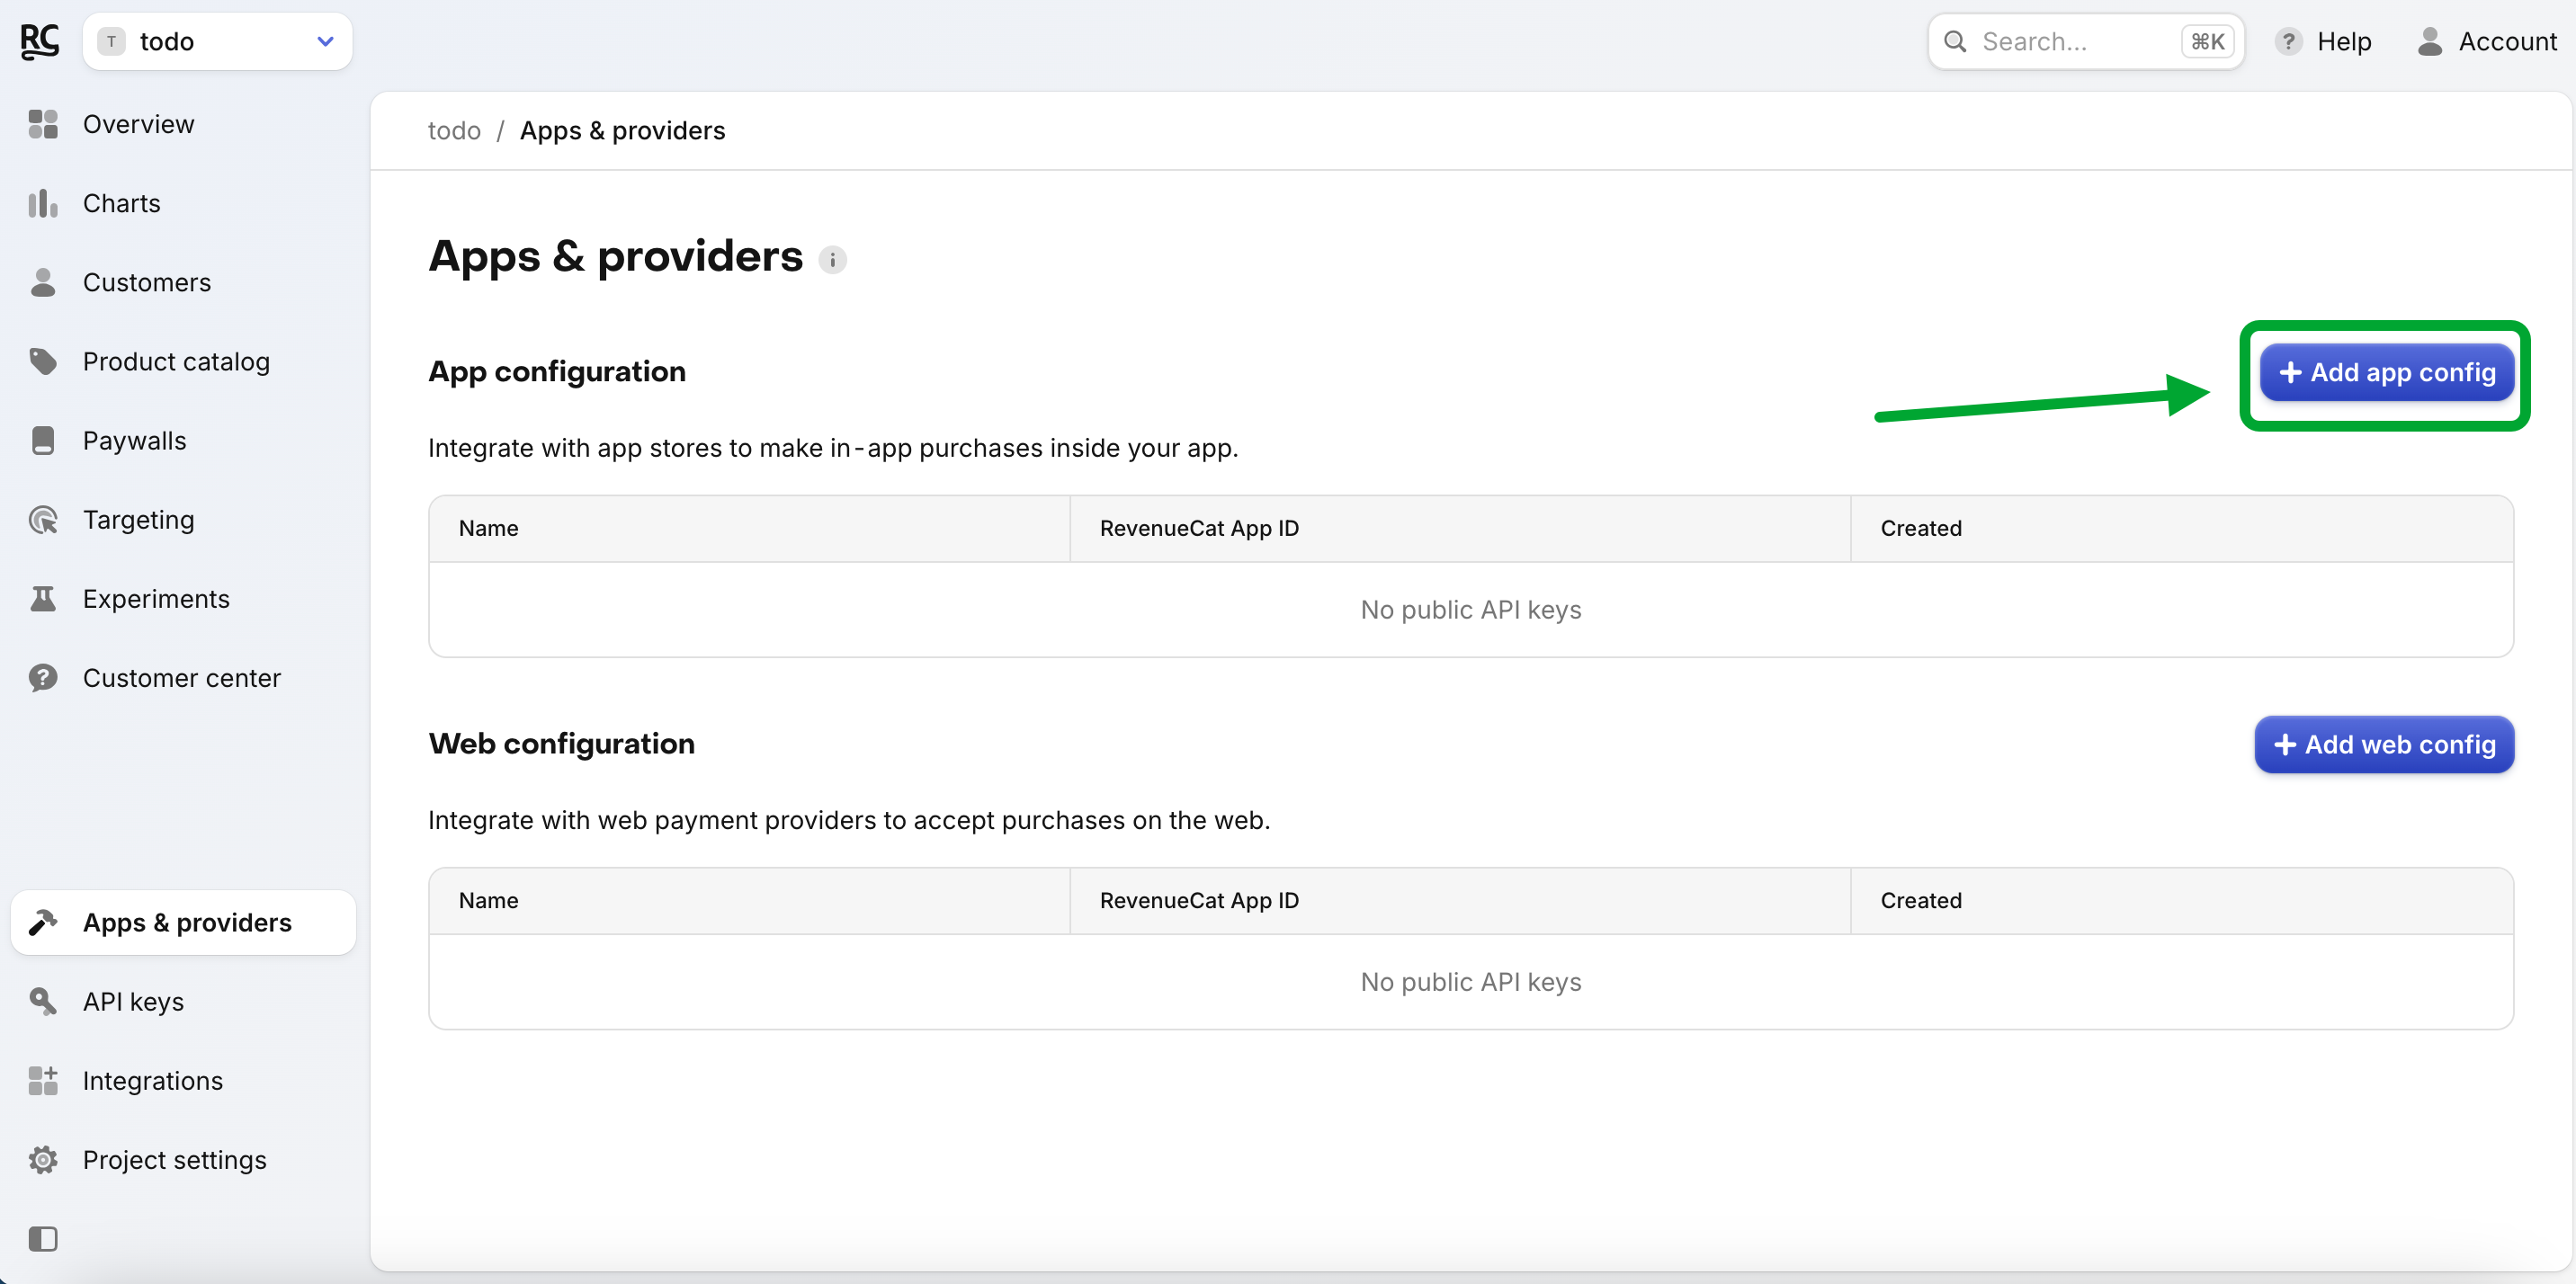 RC
T todo
Search... ⌘K
? Help
Account
Overview
Charts
Customers
Product catalog
Paywalls
Targeting
Experiments
? Customer center
Apps & providers
API keys
Integrations
Project settings
todo / Apps & providers
Apps & providers i
App configuration
+ Add app config
Integrate with app stores to make in-app purchases inside your app.
Name RevenueCat App ID Created
No public API keys
Web configuration
+ Add web config
Integrate with web payment providers to accept purchases on the web.
Name RevenueCat App ID Created
No public API keys